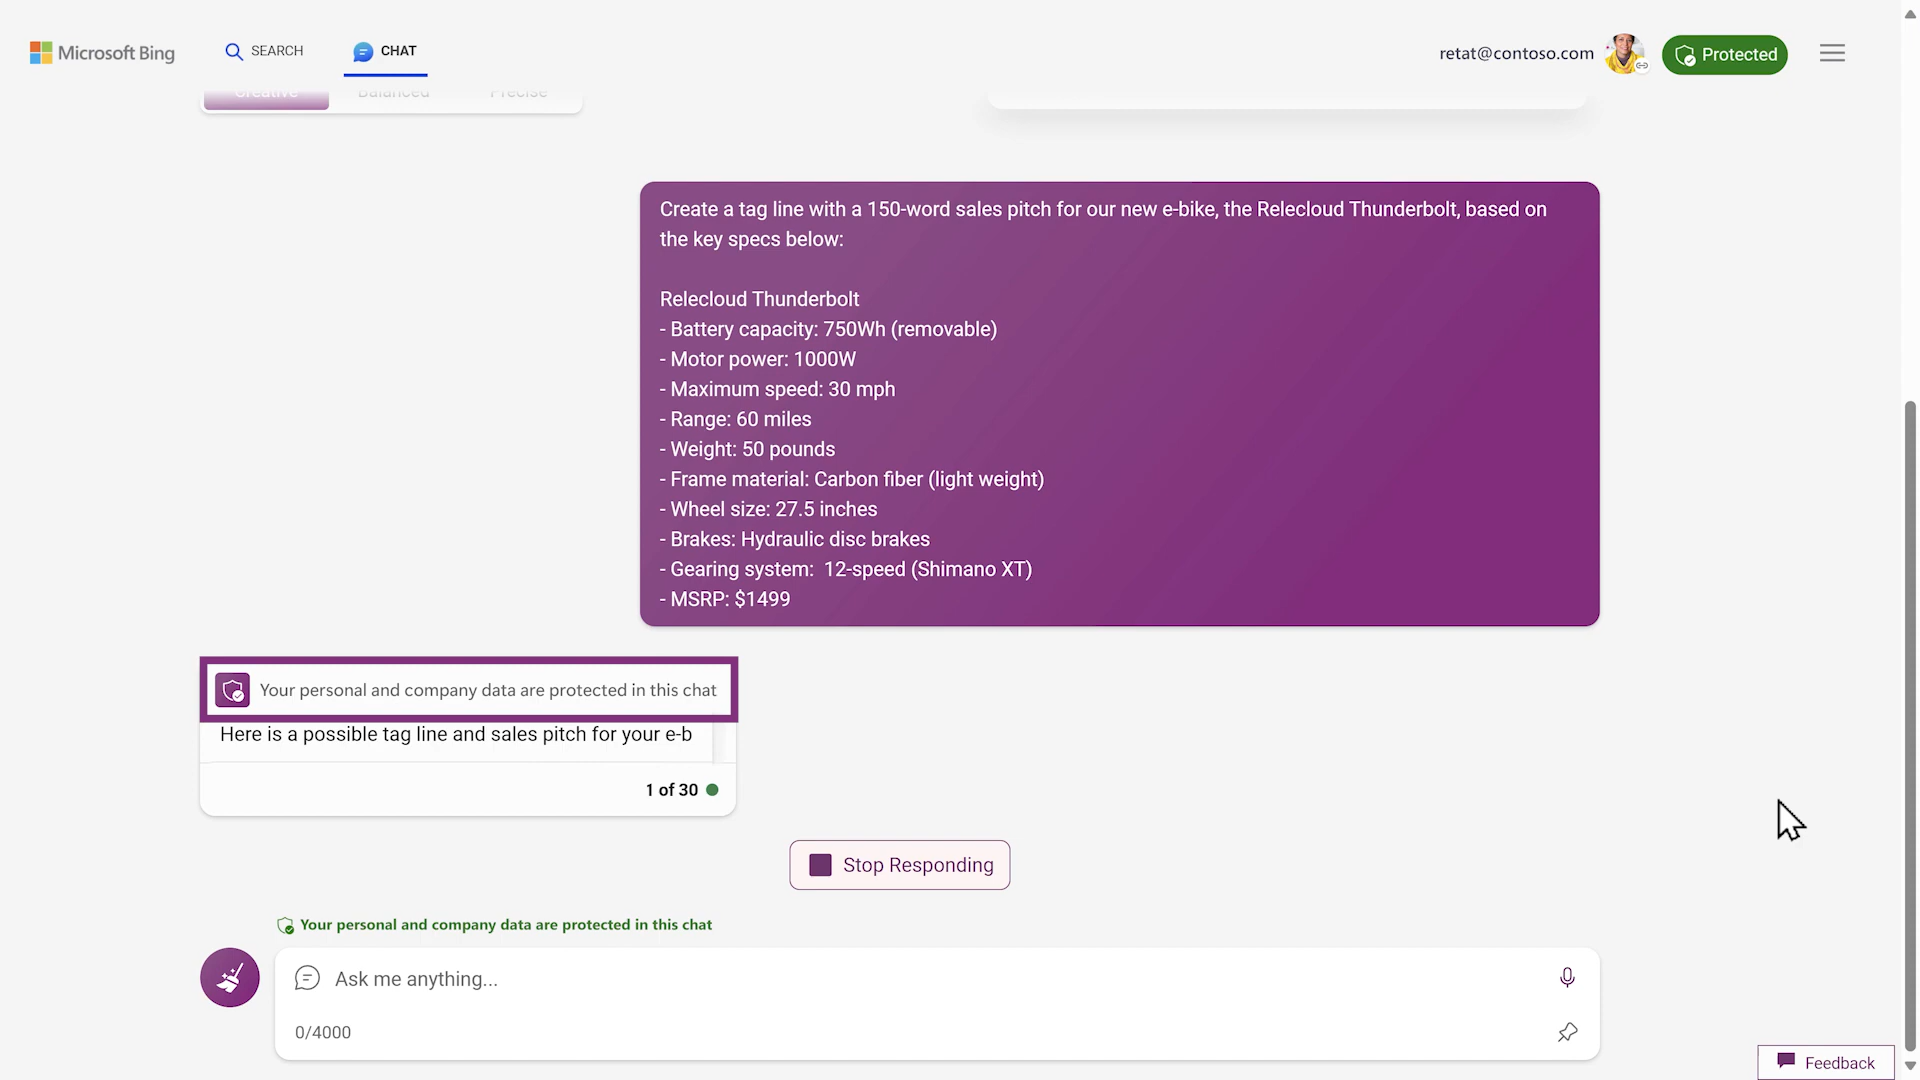 Microsoft Bing
SEARCH
CHAT
retat@contoso.com
Protected
Creative
Balanced
Precise
Create a tag line with a 150-word sales pitch for our new e-bike, the Relecloud Thunderbolt, based on
the key specs below:
Relecloud Thunderbolt
- Battery capacity: 750Wh (removable)
- Motor power: 1000W
- Maximum speed: 30 mph
- Range: 60 miles
- Weight: 50 pounds
- Frame material: Carbon fiber (light weight)
- Wheel size: 27.5 inches
- Brakes: Hydraulic disc brakes
- Gearing system:  12-speed (Shimano XT)
- MSRP: $1499
Your personal and company data are protected in this chat
Here is a possible tag line and sales pitch for your e-b
1 of 30
Stop Responding
Your personal and company data are protected in this chat
Ask me anything...
0/4000
Feedback